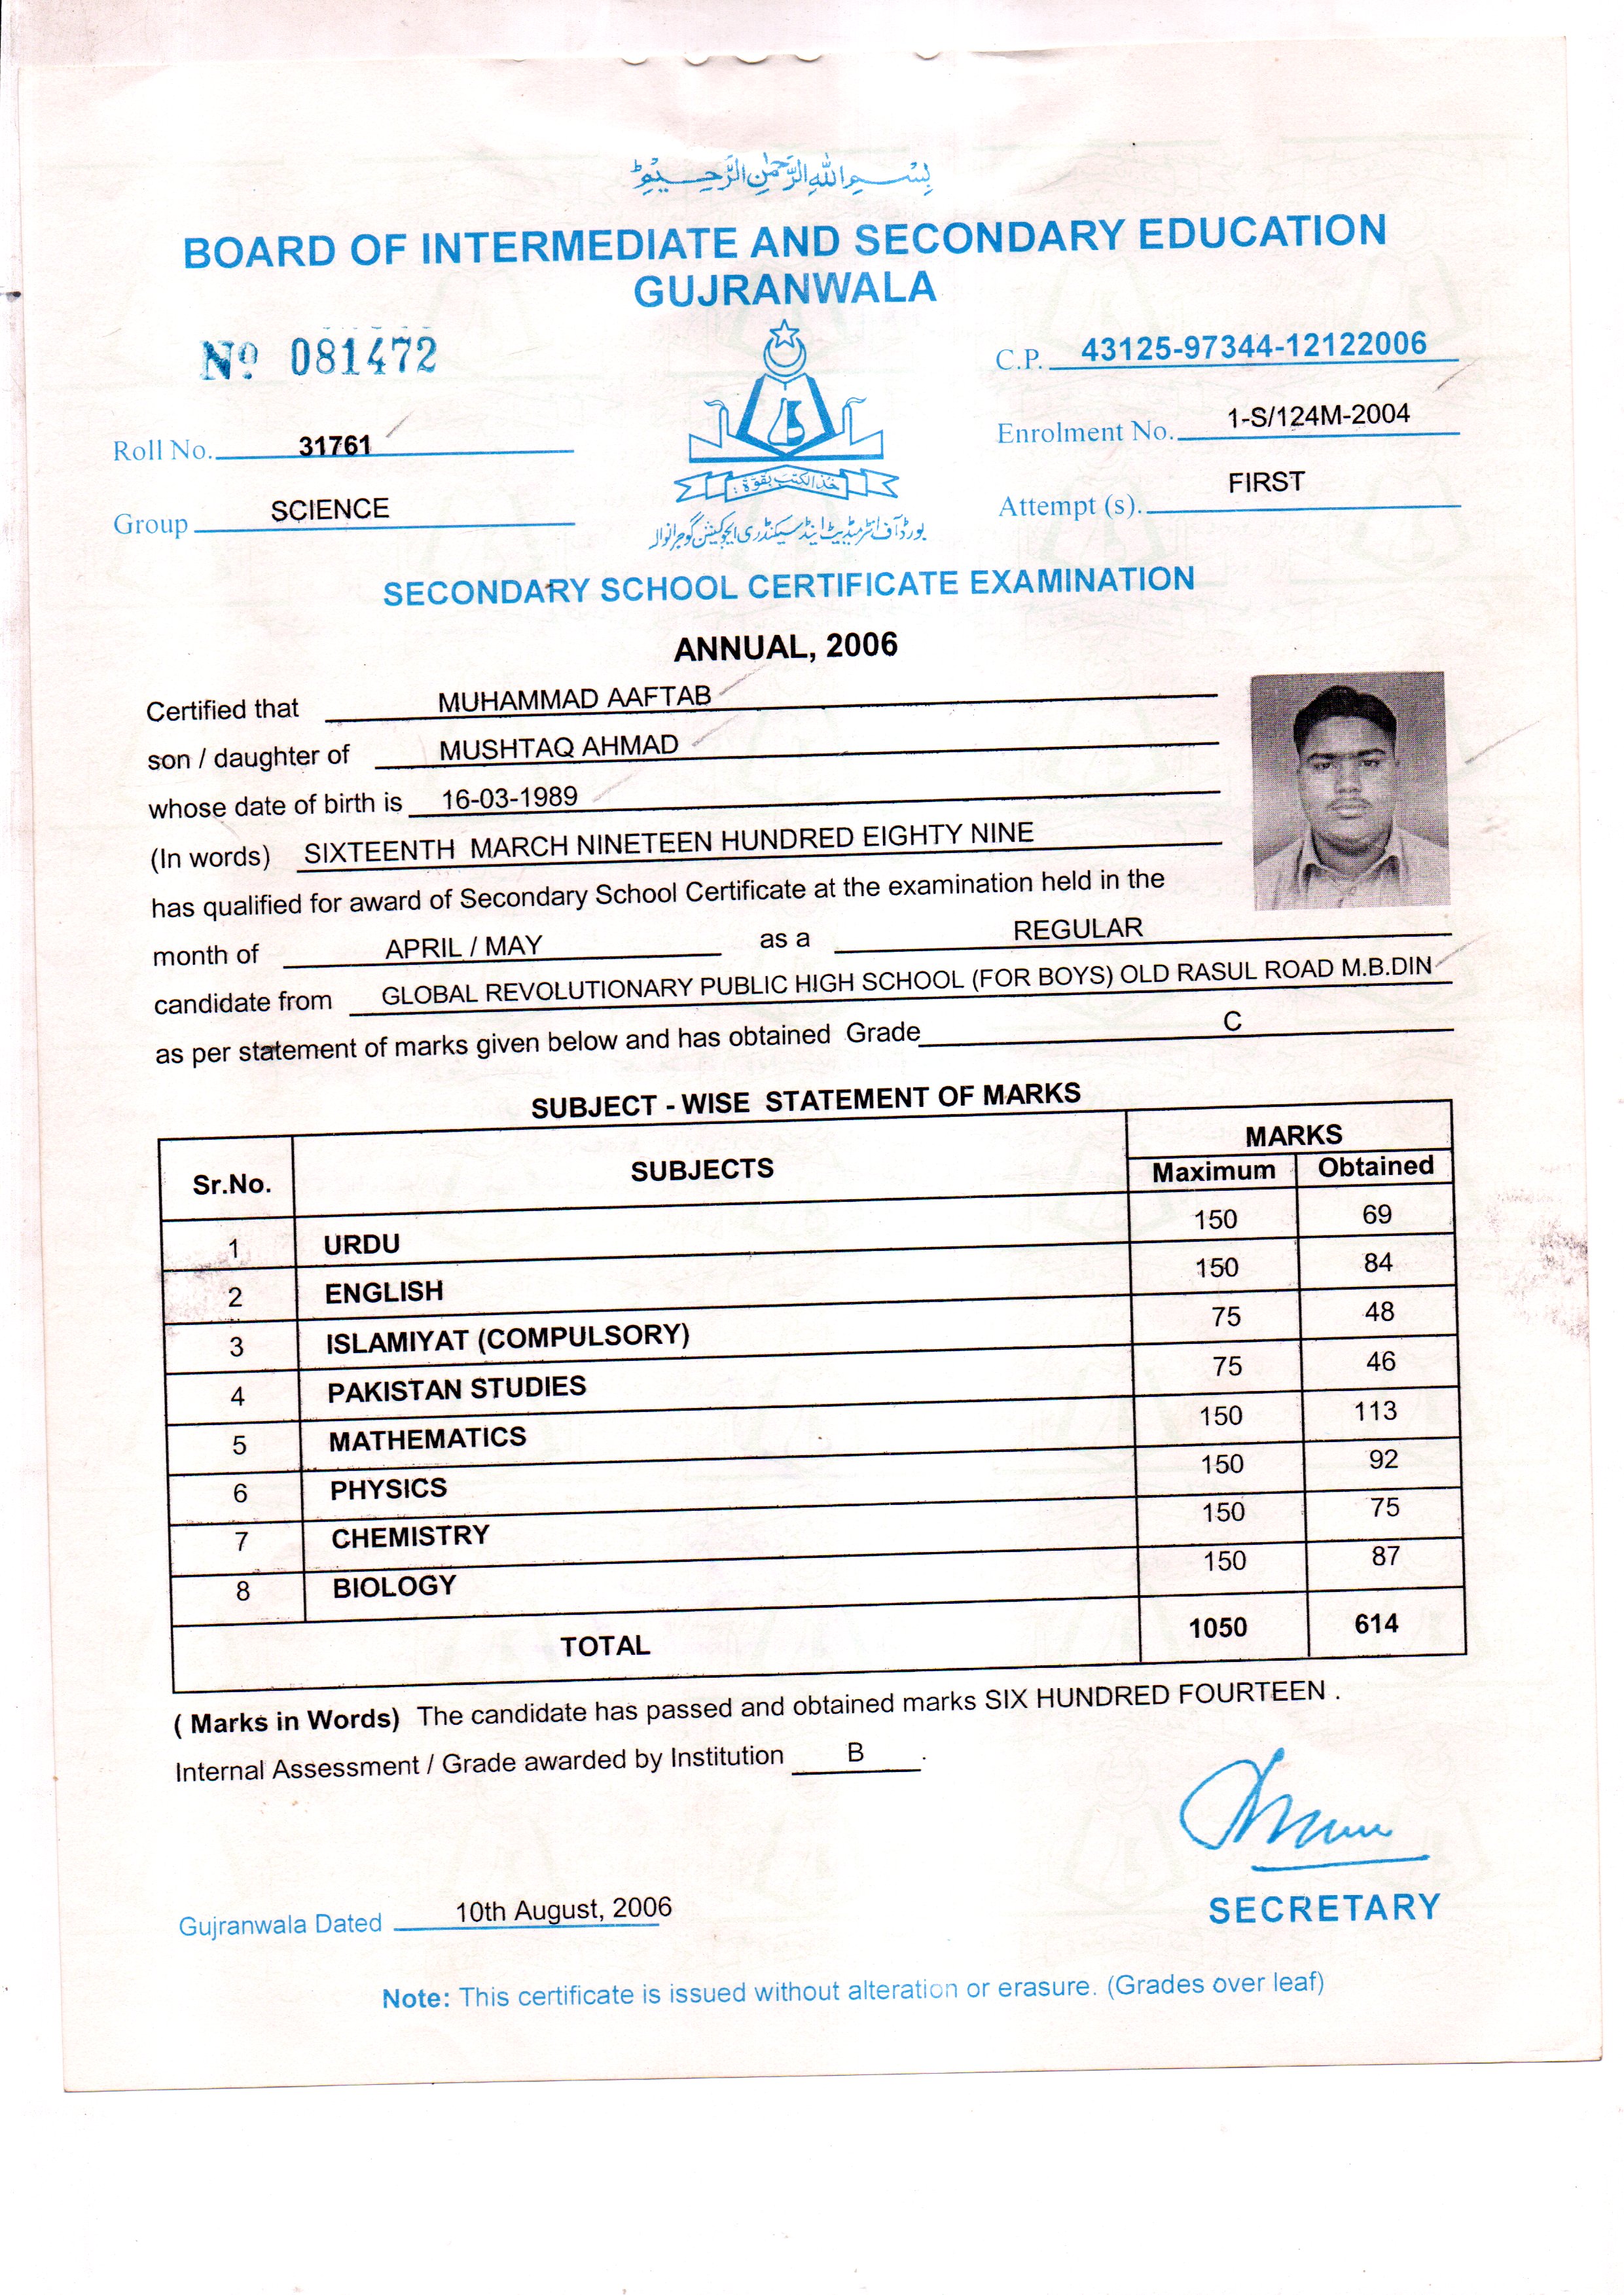 بِسْمِ اللّٰهِ الرَّحْمٰنِ الرَّحِيْمِ
BOARD OF INTERMEDIATE AND SECONDARY EDUCATION
GUJRANWALA
Nº 081472
C.P. 43125-97344-12122006
Roll No. 31761
Enrolment No. 1-S/124M-2004
Group SCIENCE
Attempt (s). FIRST
خذالكتب بقوة
بورڈ آف انٹرمیڈیٹ اینڈ سیکنڈری ایجوکیشن گوجرانوالہ
SECONDARY SCHOOL CERTIFICATE EXAMINATION
ANNUAL, 2006
Certified that MUHAMMAD AAFTAB
son / daughter of MUSHTAQ AHMAD
whose date of birth is 16-03-1989
(In words) SIXTEENTH MARCH NINETEEN HUNDRED EIGHTY NINE
has qualified for award of Secondary School Certificate at the examination held in the
month of APRIL / MAY as a REGULAR
candidate from GLOBAL REVOLUTIONARY PUBLIC HIGH SCHOOL (FOR BOYS) OLD RASUL ROAD M.B.DIN
as per statement of marks given below and has obtained Grade C
SUBJECT - WISE STATEMENT OF MARKS
Sr.No. SUBJECTS MARKS
Maximum Obtained
1 URDU 150 69
2 ENGLISH 150 84
3 ISLAMIYAT (COMPULSORY) 75 48
4 PAKISTAN STUDIES 75 46
5 MATHEMATICS 150 113
6 PHYSICS 150 92
7 CHEMISTRY 150 75
8 BIOLOGY 150 87
TOTAL 1050 614
( Marks in Words) The candidate has passed and obtained marks SIX HUNDRED FOURTEEN .
Internal Assessment / Grade awarded by Institution B .
SECRETARY
Gujranwala Dated 10th August, 2006
Note: This certificate is issued without alteration or erasure. (Grades over leaf)